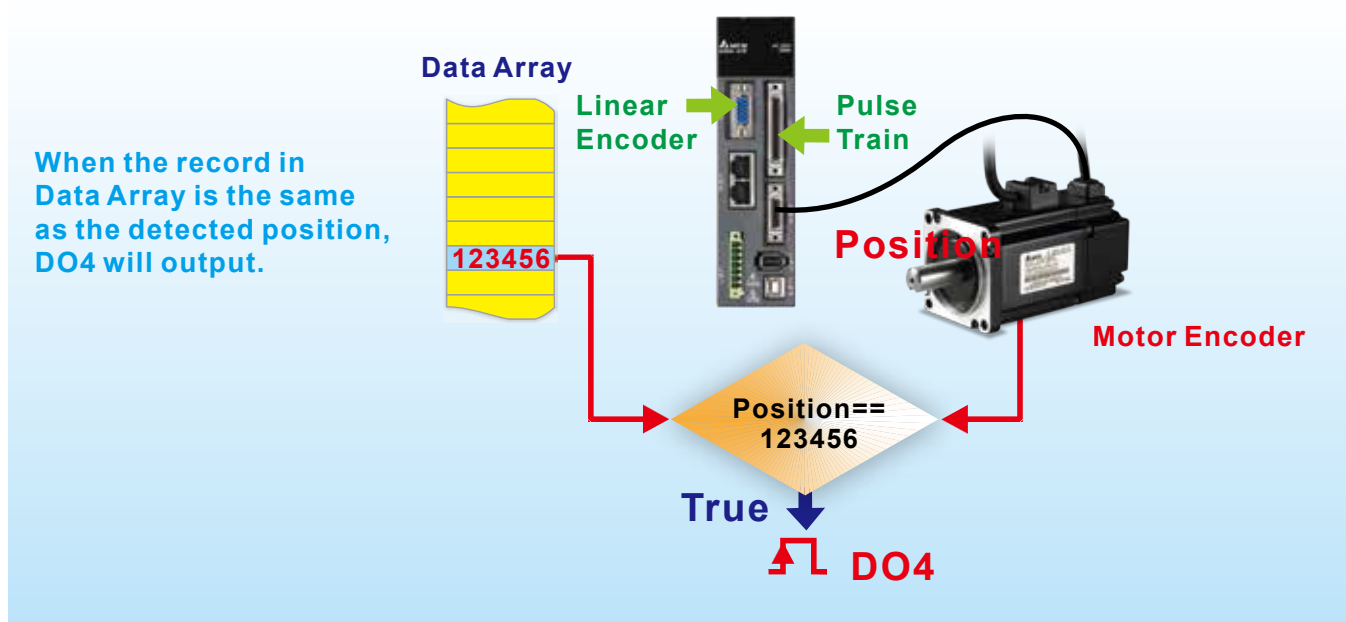 Data Array
Linear
Encoder
Pulse
Train
When the record in
Data Array is the same
as the detected position,
DO4 will output.
123456
Position
Motor Encoder
Position==
123456
True
DO4